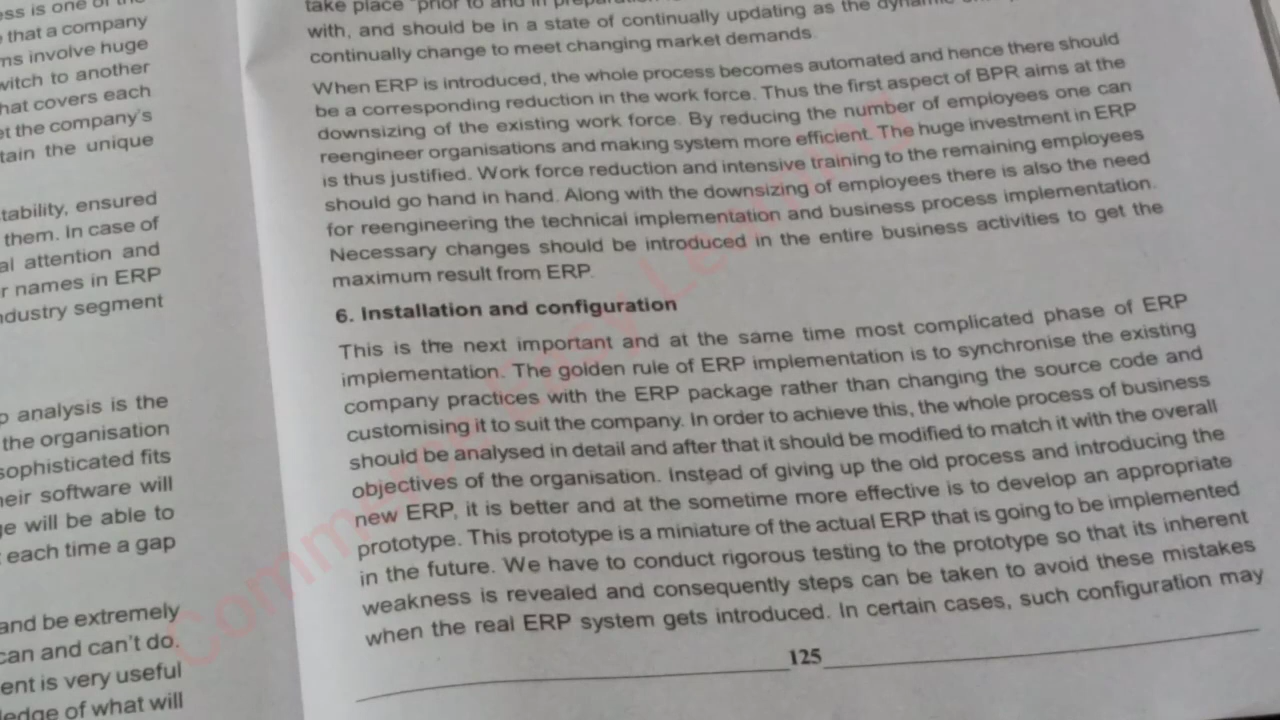 ess is one of the
that a company
ms involve huge
witch to another
hat covers each
et the company's
tain the unique
tability, ensured
them. In case of
al attention and
r names in ERP
ndustry segment
p analysis is the
the organisation
sophisticated fits
heir software will
ge will be able to
each time a gap
and be extremely
can and can't do.
ent is very useful
ledge of what will
take place prior to and in
with, and should be in a state of continually updating as the
continually change to meet changing market demands.
When ERP is introduced, the whole process becomes automated and hence there should
be a corresponding reduction in the work force. Thus the first aspect of BPR aims at the
downsizing of the existing work force. By reducing the number of employees one can
reengineer organisations and making system more efficient. The huge investment in ERP
is thus justified. Work force reduction and intensive training to the remaining employees
should go hand in hand. Along with the downsizing of employees there is also the need
for reengineering the technical implementation and business process implementation.
Necessary changes should be introduced in the entire business activities to get the
maximum result from ERP.
6. Installation and configuration
This is the next important and at the same time most complicated phase of ERP
implementation. The golden rule of ERP implementation is to synchronise the existing
company practices with the ERP package rather than changing the source code and
customising it to suit the company. In order to achieve this, the whole process of business
should be analysed in detail and after that it should be modified to match it with the overall
objectives of the organisation. Instead of giving up the old process and introducing the
new ERP, it is better and at the sometime more effective is to develop an appropriate
prototype. This prototype is a miniature of the actual ERP that is going to be implemented
in the future. We have to conduct rigorous testing to the prototype so that its inherent
weakness is revealed and consequently steps can be taken to avoid these mistakes
when the real ERP system gets introduced. In certain cases, such configuration may
125
Commerce Easy Learning